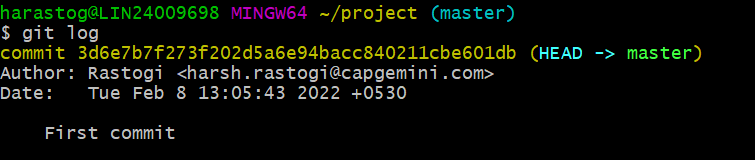 harastog@LIN24009698 MINGW64 ~/project (master)
$ git log
commit 3d6e7b7f273f202d5a6e94bacc840211cbe601db (HEAD -> master)
Author: Rastogi <harsh.rastogi@capgemini.com>
Date:   Tue Feb 8 13:05:43 2022 +0530
    First commit